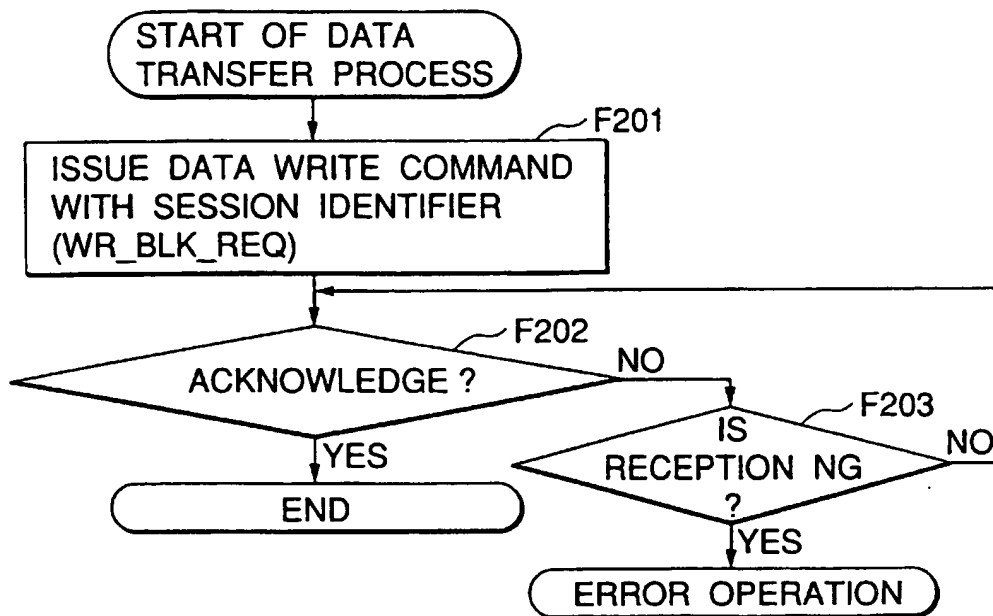 START OF DATA
TRANSFER PROCESS
F201
ISSUE DATA WRITE COMMAND
WITH SESSION IDENTIFIER
(WR_BLK_REQ)
F202
ACKNOWLEDGE ?
NO
YES
END
F203
IS
RECEPTION NG
?
NO
YES
ERROR OPERATION